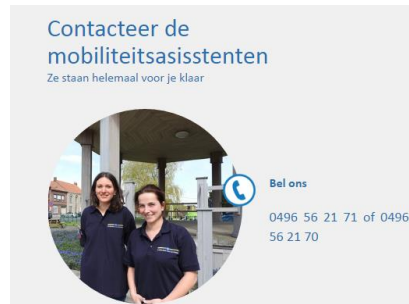 Contacteer de
mobiliteitsasisstenten
Ze staan helemaal voor je klaar
Bel ons
0496 56 21 71 of 0496
56 21 70